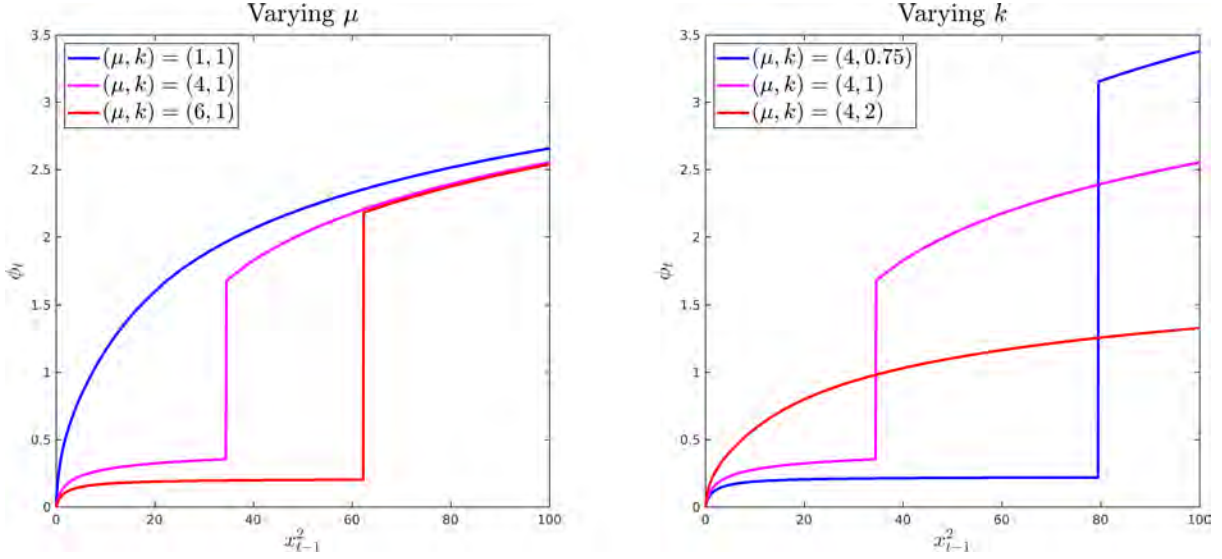 Varying μ
3.5
3
2.5
2
1.5
1
0.5
0
(μ, k) = (1, 1)
(μ, k) = (4, 1)
(μ, k) = (6, 1)
ϕ_t
0 20 40 60 80 100
x²_{t−1}
Varying k
3.5
3
2.5
2
1.5
1
0.5
0
(μ, k) = (4, 0.75)
(μ, k) = (4, 1)
(μ, k) = (4, 2)
ϕ_t
0 20 40 60 80 100
x²_{t−1}